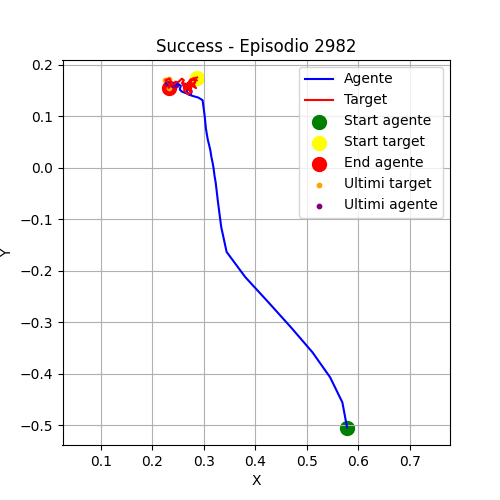 Success - Episodio 2982
0.2
0.1
0.0
−0.1
−0.2
−0.3
−0.4
−0.5
Y
Agente
Target
Start agente
Start target
End agente
Ultimi target
Ultimi agente
0.1 0.2 0.3 0.4 0.5 0.6 0.7
X